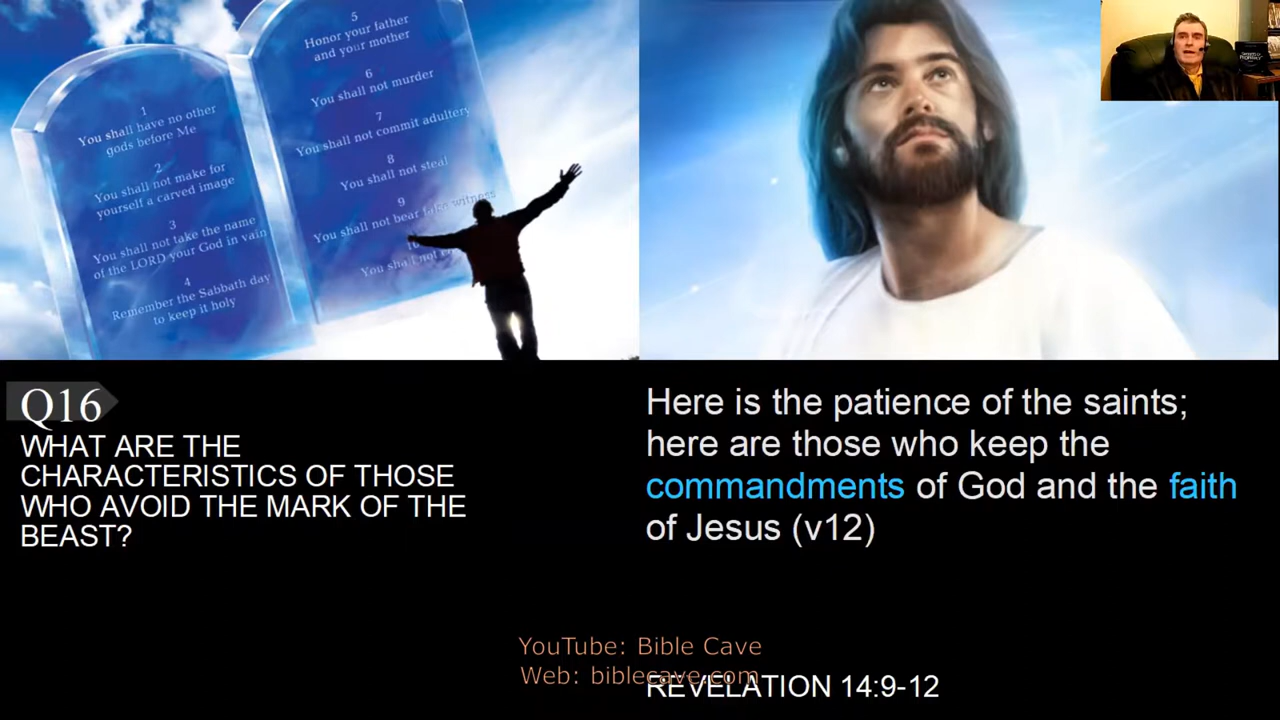 1
You shall have no other
gods before Me
2
You shall not make for
yourself a carved image
3
You shall not take the name
of the LORD your God in vain
4
Remember the Sabbath day
to keep it holy
5
Honor your father
and your mother
6
You shall not murder
7
You shall not commit adultery
8
You shall not steal
9
You shall not bear false witness
10
You shall not
Q16
WHAT ARE THE
CHARACTERISTICS OF THOSE
WHO AVOID THE MARK OF THE
BEAST?
Here is the patience of the saints;
here are those who keep the
commandments of God and the faith
of Jesus (v12)
YouTube: Bible Cave
Web: biblecave.com
REVELATION 14:9-12